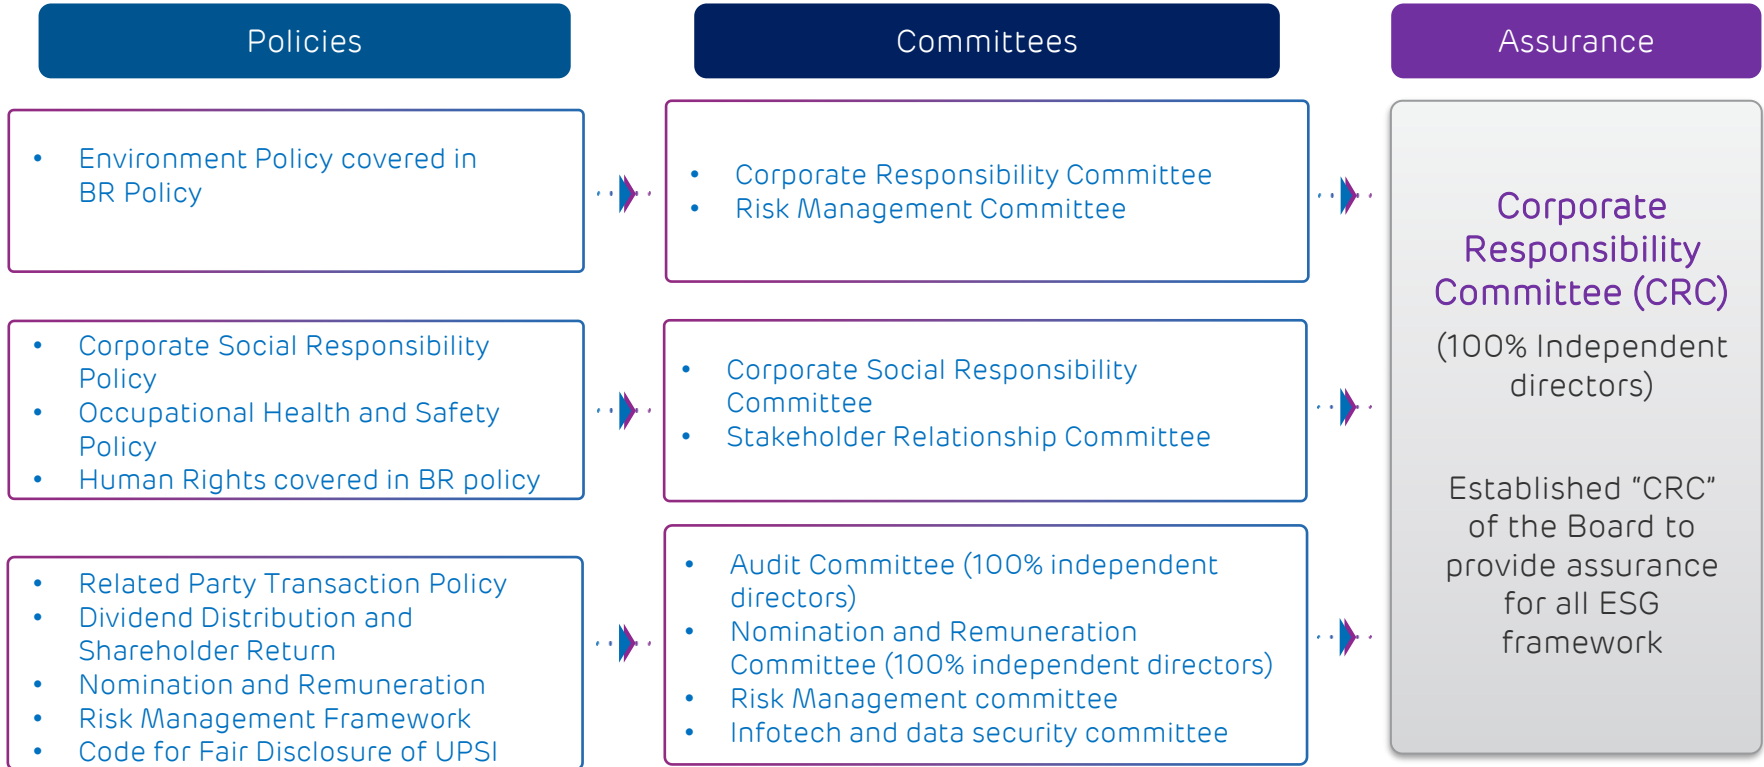 Policies
Committees
Assurance
• Environment Policy covered in
BR Policy
• Corporate Responsibility Committee
• Risk Management Committee
• Corporate Social Responsibility
Policy
• Occupational Health and Safety
Policy
• Human Rights covered in BR policy
• Corporate Social Responsibility
Committee
• Stakeholder Relationship Committee
• Related Party Transaction Policy
• Dividend Distribution and
Shareholder Return
• Nomination and Remuneration
• Risk Management Framework
• Code for Fair Disclosure of UPSI
• Audit Committee (100% independent
directors)
• Nomination and Remuneration
Committee (100% independent directors)
• Risk Management committee
• Infotech and data security committee
Corporate
Responsibility
Committee (CRC)
(100% Independent
directors)
Established “CRC”
of the Board to
provide assurance
for all ESG
framework